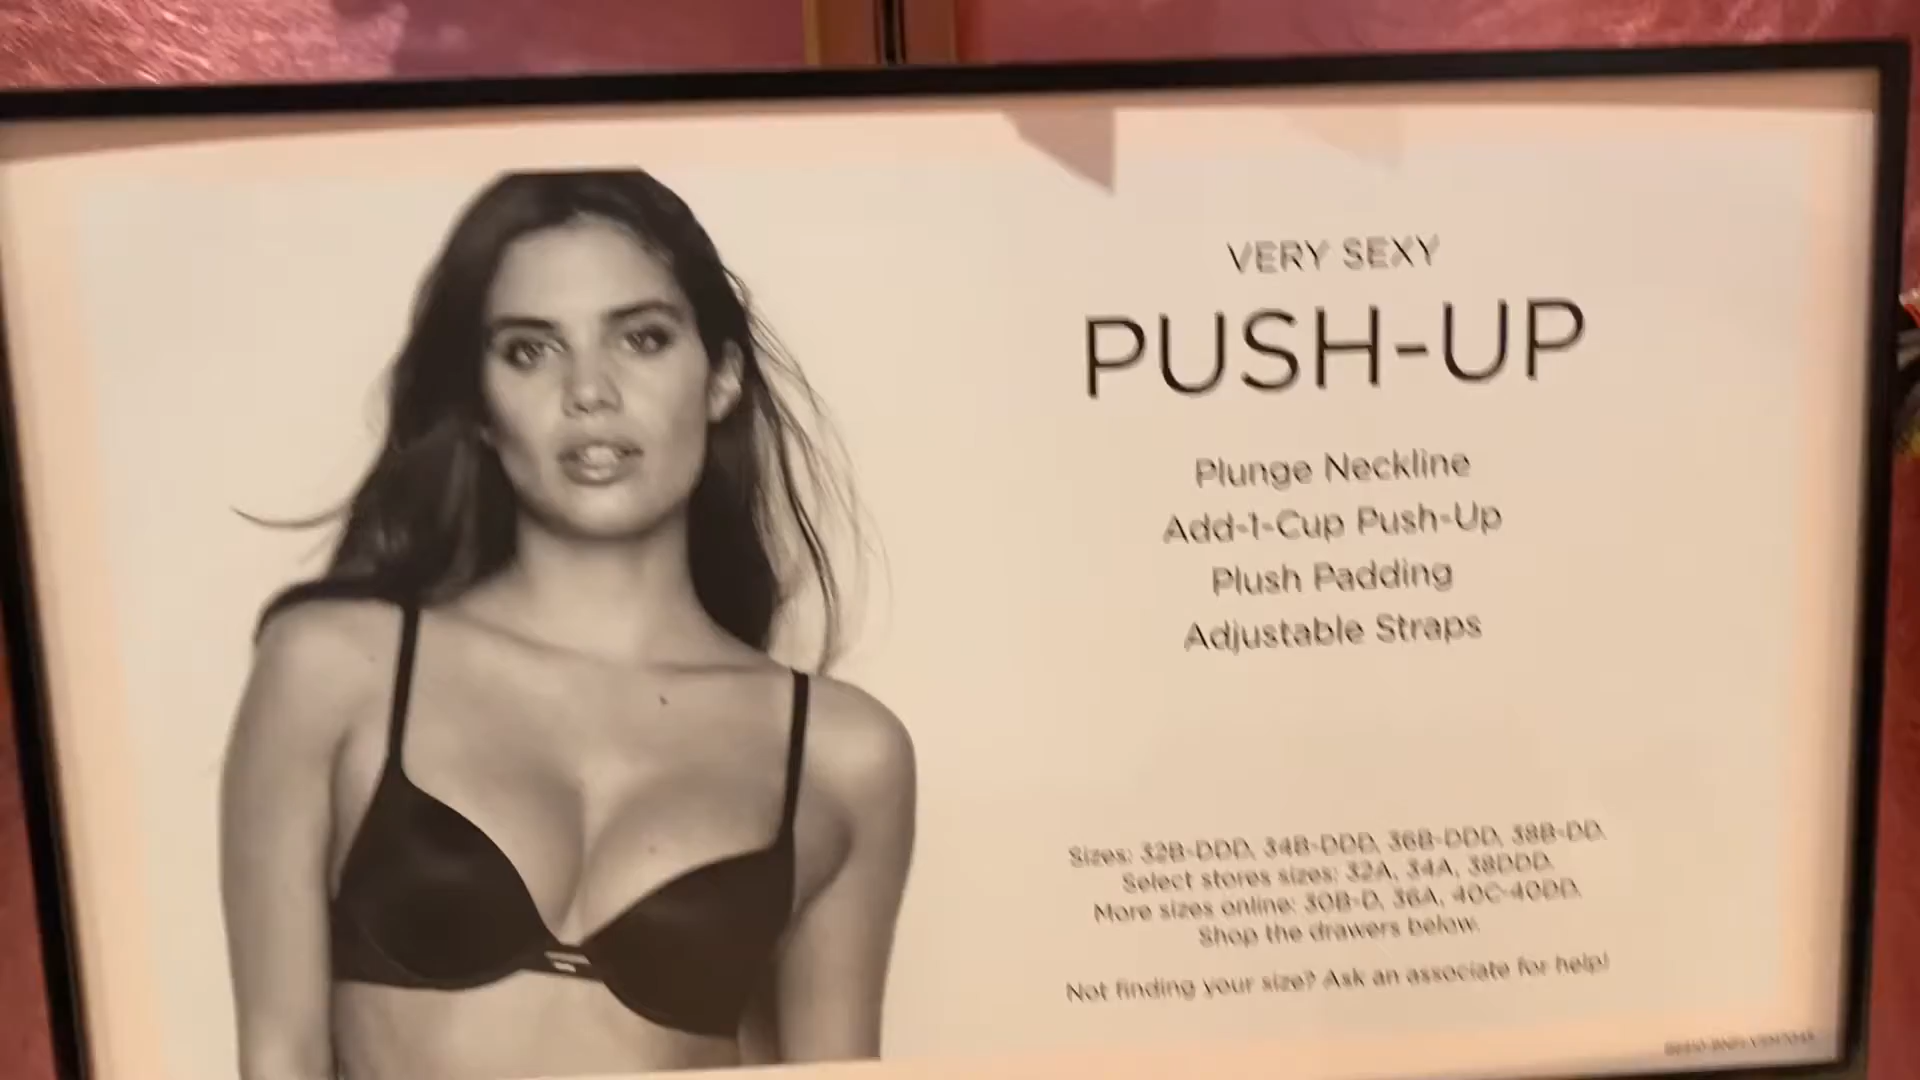 VERY SEXY
PUSH-UP
Plunge Neckline
Add-1-Cup Push-Up
Plush Padding
Adjustable Straps
Sizes: 32B-DDD, 34B-DDD, 36B-DDD, 38B-DD.
Select stores sizes: 32A, 34A, 38DDD.
More sizes online: 30B-D, 36A, 40C-40DD.
Shop the drawers below.
Not finding your size? Ask an associate for help!